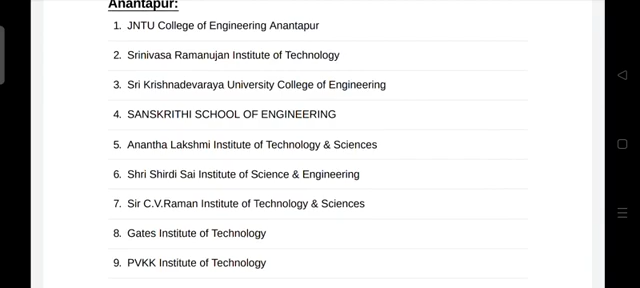 Anantapur:
1. JNTU College of Engineering Anantapur
2. Srinivasa Ramanujan Institute of Technology
3. Sri Krishnadevaraya University College of Engineering
4. SANSKRITHI SCHOOL OF ENGINEERING
5. Anantha Lakshmi Institute of Technology & Sciences
6. Shri Shirdi Sai Institute of Science & Engineering
7. Sir C.V.Raman Institute of Technology & Sciences
8. Gates Institute of Technology
9. PVKK Institute of Technology